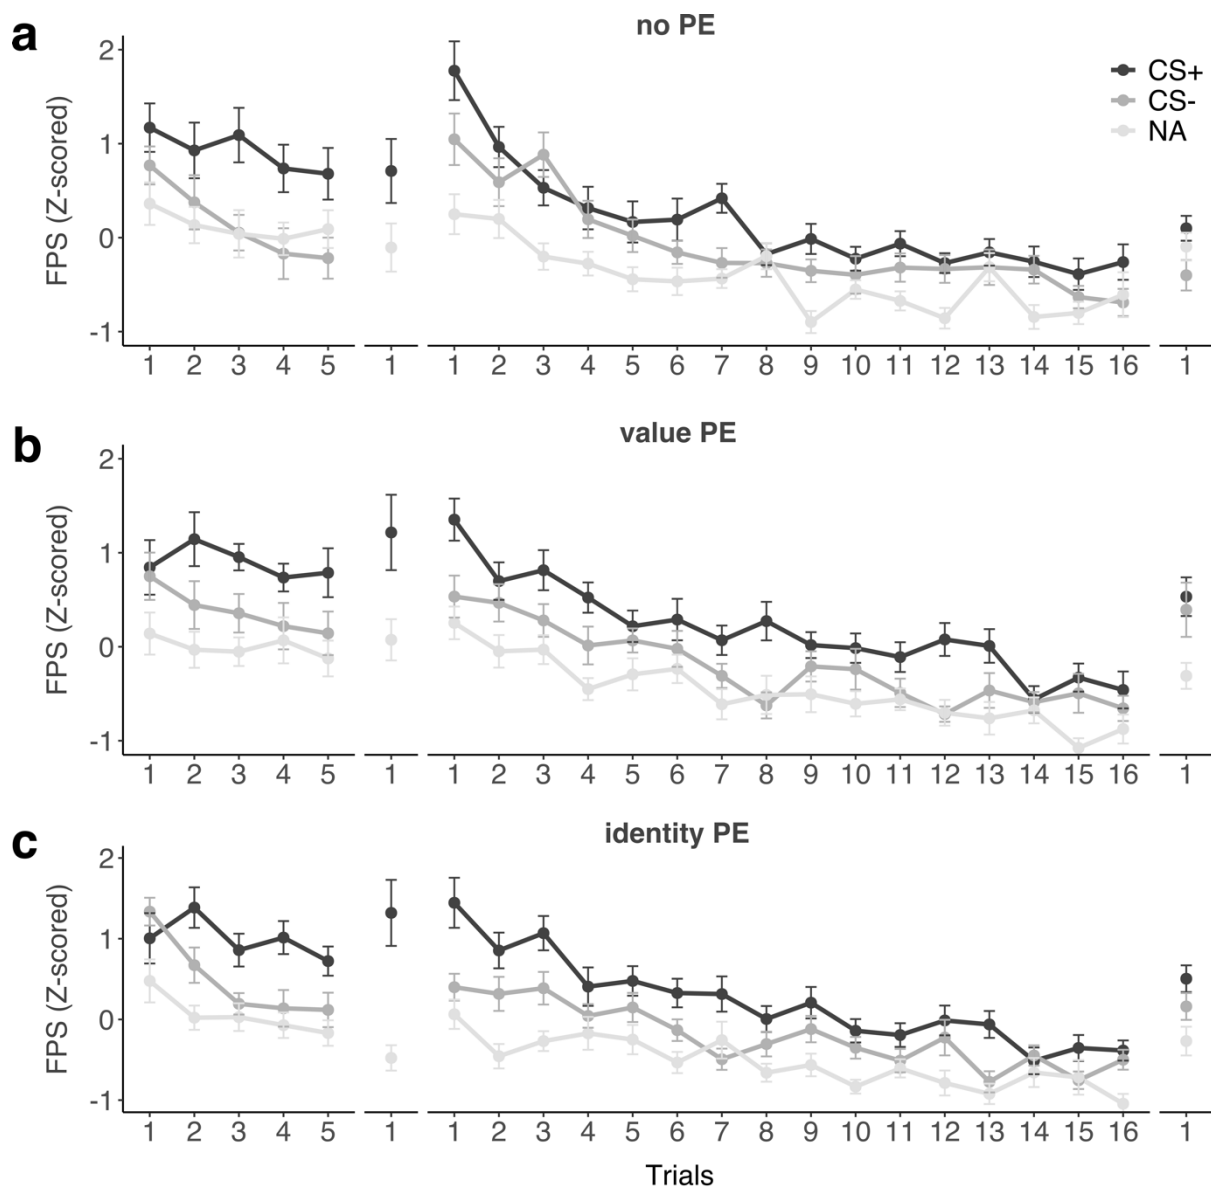 a
no PE
2
1
0
-1
FPS (Z-scored)
CS+
CS-
NA
1 2 3 4 5 1 1 2 3 4 5 6 7 8 9 10 11 12 13 14 15 16 1
b
value PE
2
1
0
-1
FPS (Z-scored)
1 2 3 4 5 1 1 2 3 4 5 6 7 8 9 10 11 12 13 14 15 16 1
c
identity PE
2
1
0
-1
FPS (Z-scored)
1 2 3 4 5 1 1 2 3 4 5 6 7 8 9 10 11 12 13 14 15 16 1
Trials